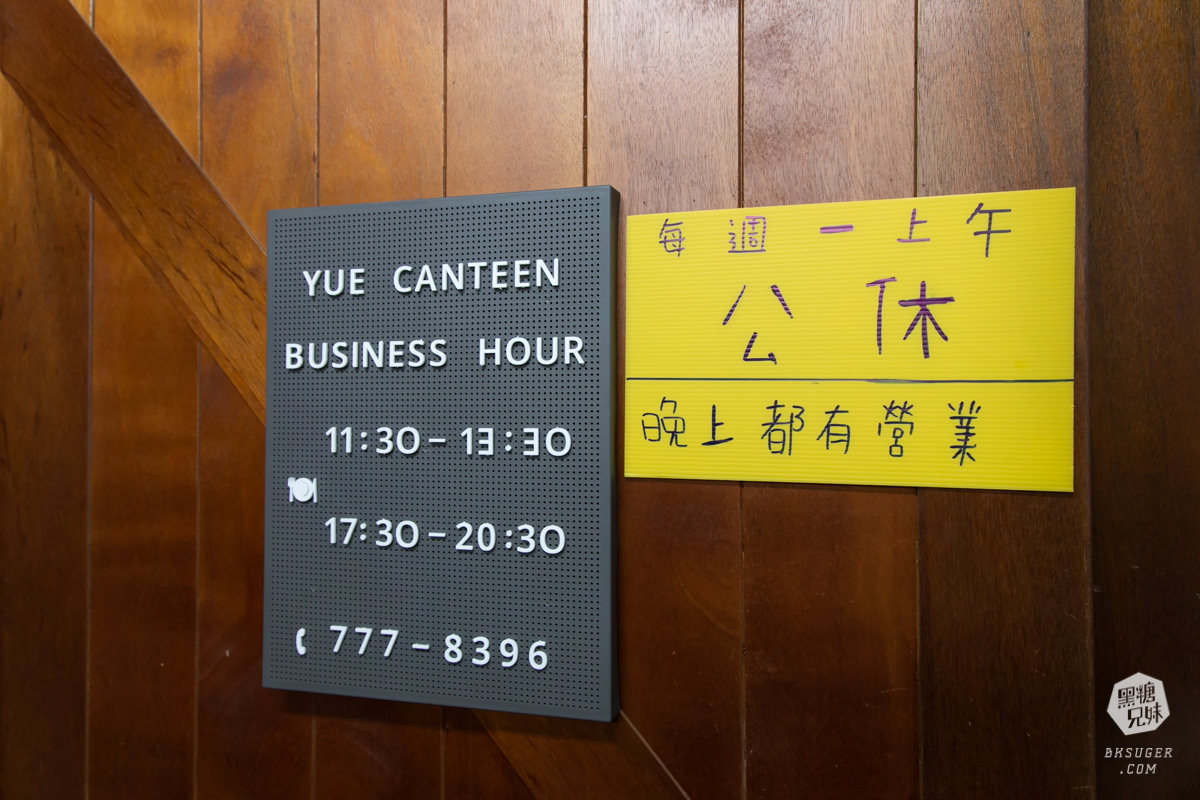 YUE CANTEEN
BUSINESS HOUR
11:30-13:30
17:30-20:30
777-8396
每週一上午
公休
晚上都有營業
黑糖
兄妹
BKSUGER
.COM